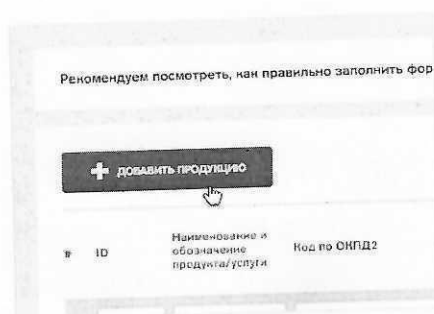 Рекомендуем посмотреть, как правильно заполнить фор
ДОБАВИТЬ ПРОДУКЦИЮ
# ID Наименование и обозначение продукта/услуги Код по ОКПД2